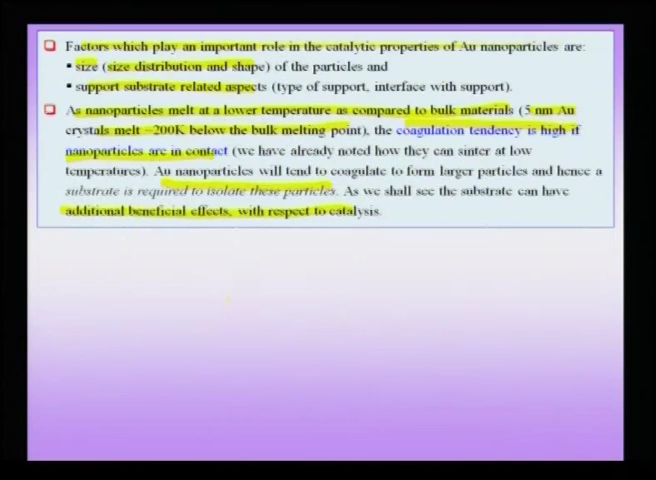 Factors which play an important role in the catalytic properties of Au nanoparticles are:
▪ size (size distribution and shape) of the particles and
▪ support substrate related aspects (type of support, interface with support).
As nanoparticles melt at a lower temperature as compared to bulk materials (5 nm Au
crystals melt ~200K below the bulk melting point), the coagulation tendency is high if
nanoparticles are in contact (we have already noted how they can sinter at low
temperatures). Au nanoparticles will tend to coagulate to form larger particles and hence a
substrate is required to isolate these particles. As we shall see the substrate can have
additional beneficial effects, with respect to catalysis.